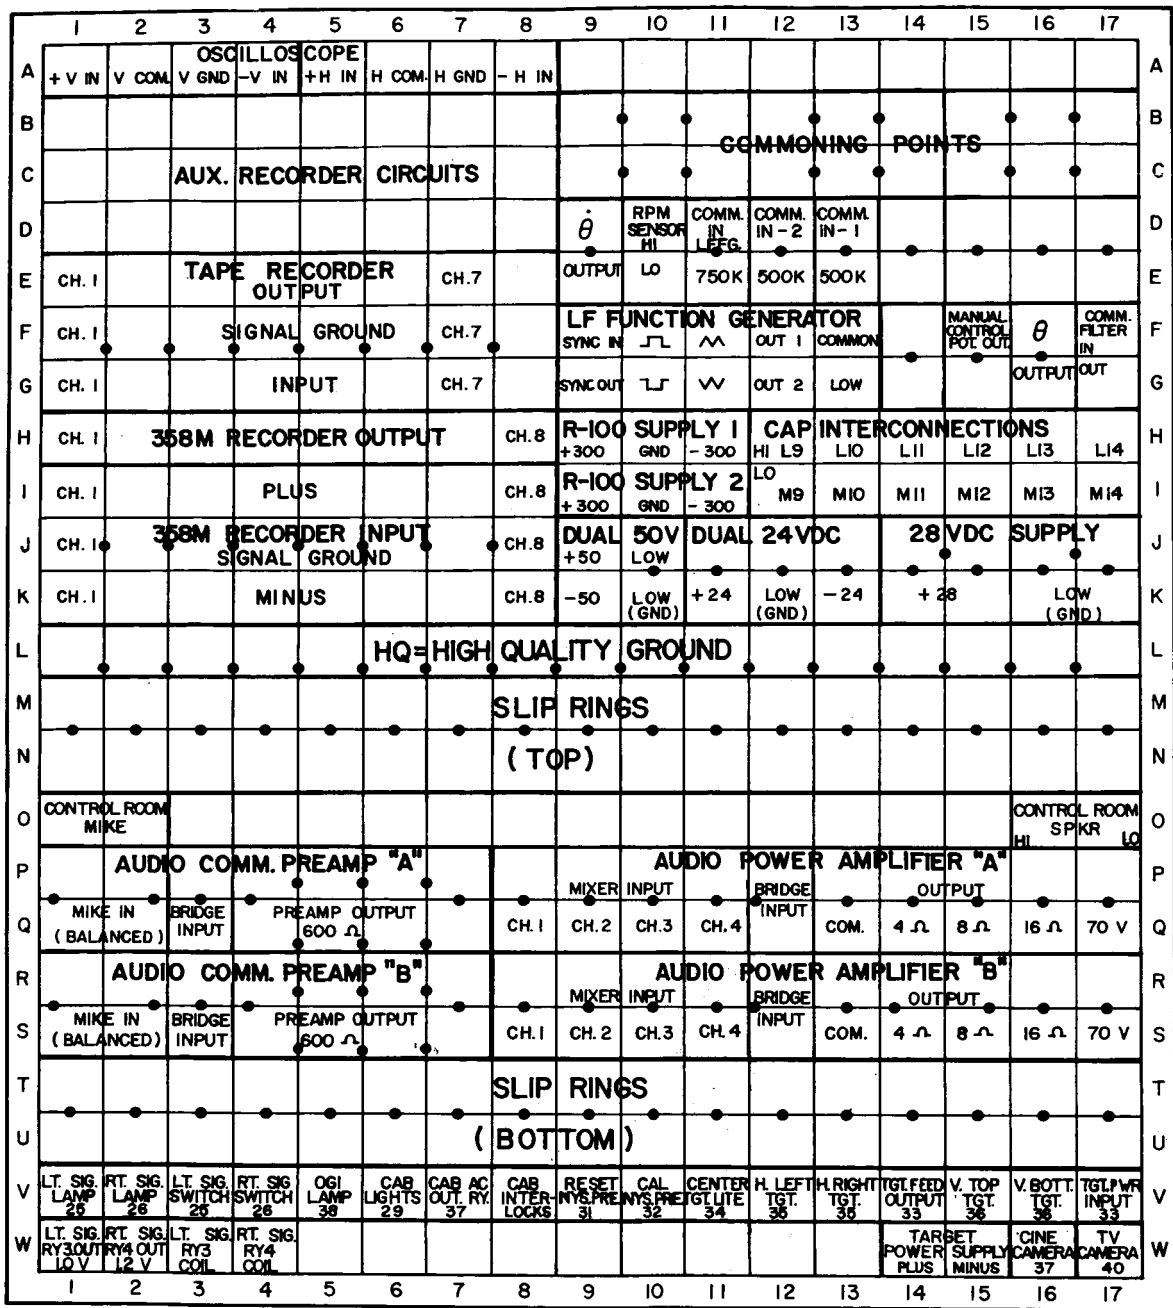 1 2 3 4 5 6 7 8 9 10 11 12 13 14 15 16 17
OSCILLOSCOPE
A + V IN V COM. V GND -V IN +H IN H COM. H GND - H IN A
B B
COMMONING POINTS
C AUX. RECORDER CIRCUITS C
D θ̇ RPM SENSOR HI COMM. IN LEFG. COMM. IN-2 COMM. IN-1 D
TAPE RECORDER
E CH. 1 OUTPUT CH. 7 OUTPUT LO 750K 500K 500K E
LF FUNCTION GENERATOR
F CH. 1 SIGNAL GROUND CH. 7 SYNC IN OUT 1 COMMON MANUAL CONTROL POT. OUT. θ COMM. FILTER IN F
G CH. 1 INPUT CH. 7 SYNC OUT OUT 2 LOW OUTPUT OUT G
R-100 SUPPLY 1 CAP INTERCONNECTIONS
H CH. 1 358M RECORDER OUTPUT CH. 8 +300 GND -300 HI L9 L10 L11 L12 L13 L14 H
R-100 SUPPLY 2
I CH. 1 PLUS CH. 8 +300 GND -300 LO M9 M10 M11 M12 M13 M14 I
358M RECORDER INPUT DUAL 50V DUAL 24VDC 28VDC SUPPLY
J CH. 1 SIGNAL GROUND CH. 8 +50 LOW J
K CH. 1 MINUS CH. 8 -50 LOW (GND) +24 LOW (GND) -24 +28 LOW (GND) K
L HQ=HIGH QUALITY GROUND L
M SLIP RINGS M
N (TOP) N
O CONTROL ROOM MIKE CONTROL ROOM SPKR HI LO O
P AUDIO COMM. PREAMP "A" AUDIO POWER AMPLIFIER "A" P
MIXER INPUT BRIDGE INPUT OUTPUT
Q MIKE IN (BALANCED) BRIDGE INPUT PREAMP OUTPUT 600 Ω CH. 1 CH. 2 CH. 3 CH. 4 COM. 4 Ω 8 Ω 16 Ω 70 V Q
R AUDIO COMM. PREAMP "B" AUDIO POWER AMPLIFIER "B" R
MIXER INPUT BRIDGE INPUT OUTPUT
S MIKE IN (BALANCED) BRIDGE INPUT PREAMP OUTPUT 600 Ω CH. 1 CH. 2 CH. 3 CH. 4 COM. 4 Ω 8 Ω 16 Ω 70 V S
T SLIP RINGS T
U (BOTTOM) U
V LT. SIG. LAMP 25 RT. SIG. LAMP 26 LT. SIG. SWITCH 25 RT. SIG. SWITCH 26 OGI LAMP 38 CAB LIGHTS 29 CAB AC OUT. RY. 37 CAB INTER-LOCKS RESET NYS.PRE 31 CAL NYS.PRE 32 CENTER TGT.LITE 34 H. LEFT TGT. 35 H.RIGHT TGT. 35 TGT.FEED OUTPUT 33 V. TOP TGT. 36 V. BOTT. TGT. 36 TGT.PWR INPUT 33 V
W LT. SIG. RY3.OUT 1.0 V RT. SIG. RY4 OUT 1.2 V LT. SIG. RY3 COIL RT. SIG. RY4 COIL TARGET POWER SUPPLY PLUS MINUS CINE CAMERA 37 TV CAMERA 40 W
1 2 3 4 5 6 7 8 9 10 11 12 13 14 15 16 17